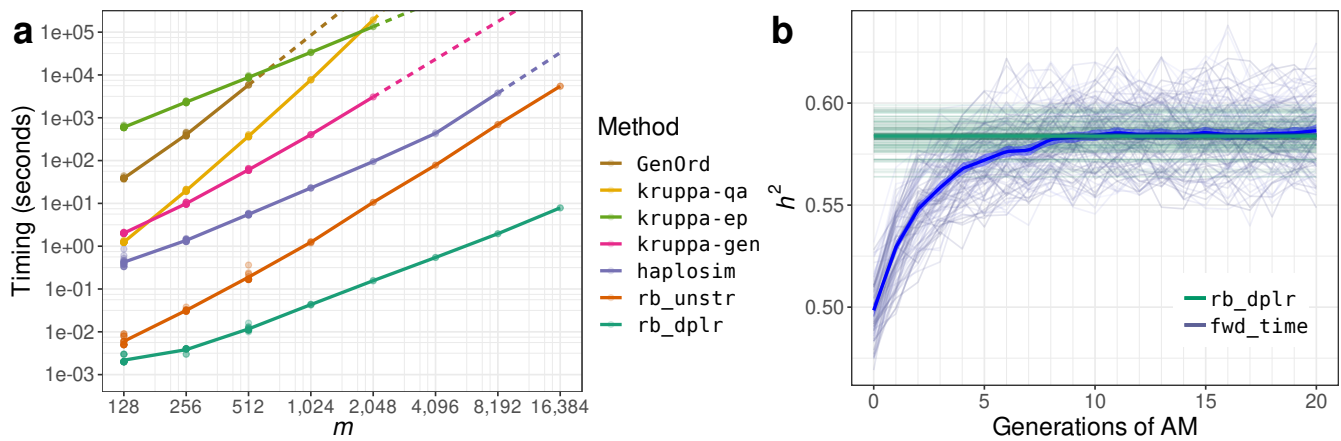 a
Timing (seconds)
1e+05
1e+04
1e+03
1e+02
1e+01
1e+00
1e-01
1e-02
1e-03
128 256 512 1,024 2,048 4,096 8,192 16,384
m
Method
GenOrd
kruppa-qa
kruppa-ep
kruppa-gen
haplosim
rb_unstr
rb_dplr
b
h²
0.60
0.55
0.50
rb_dplr
fwd_time
0 5 10 15 20
Generations of AM